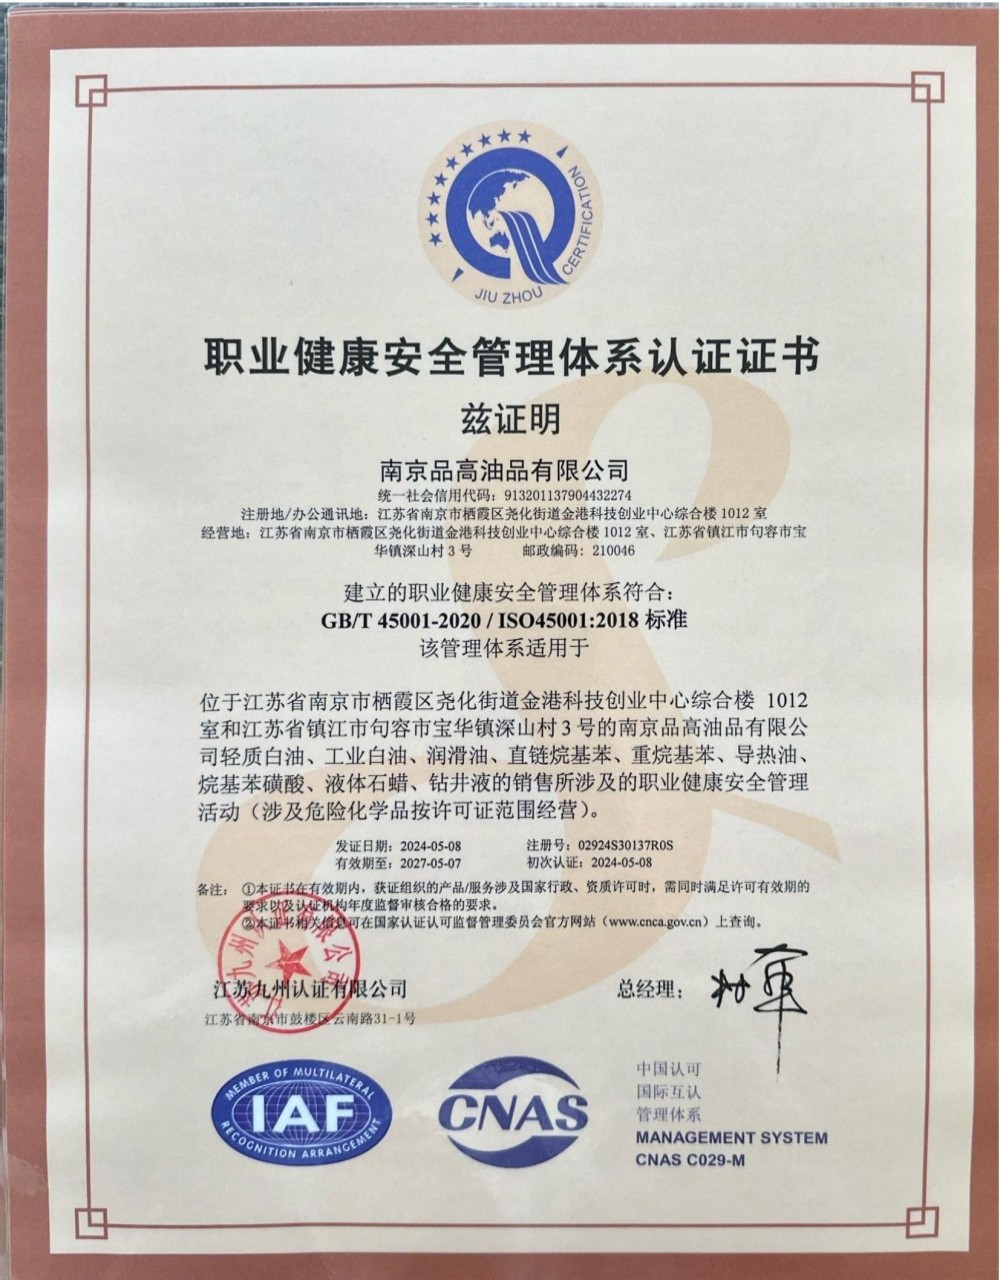 JIU ZHOU CERTIFICATION
职业健康安全管理体系认证证书
兹证明
南京品高油品有限公司
统一社会信用代码：913201137904432274
注册地/办公通讯地：江苏省南京市栖霞区尧化街道金港科技创业中心综合楼 1012 室
经营地：江苏省南京市栖霞区尧化街道金港科技创业中心综合楼 1012 室、江苏省镇江市句容市宝
华镇深山村 3 号 邮政编码：210046
建立的职业健康安全管理体系符合：
GB/T 45001-2020 / ISO45001:2018 标准
该管理体系适用于
位于江苏省南京市栖霞区尧化街道金港科技创业中心综合楼 1012
室和江苏省镇江市句容市宝华镇深山村 3 号的南京品高油品有限公
司轻质白油、工业白油、润滑油、直链烷基苯、重烷基苯、导热油、
烷基苯磺酸、液体石蜡、钻井液的销售所涉及的职业健康安全管理
活动（涉及危险化学品按许可证范围经营）。
发证日期：2024-05-08 注册号：02924S30137R0S
有效期至：2027-05-07 初次认证：2024-05-08
备注：①本证书在有效期内，获证组织的产品/服务涉及国家行政、资质许可时，需同时满足许可有效期的
要求以及认证机构年度监督审核合格的要求。
②本证书相关信息可在国家认证认可监督管理委员会官方网站（www.cnca.gov.cn）上查询。
江苏九州认证有限公司
总经理：
江苏省南京市鼓楼区云南路31-1号
MEMBER OF MULTILATERAL
IAF
RECOGNITION ARRANGEMENT
CNAS
中国认可
国际互认
管理体系
MANAGEMENT SYSTEM
CNAS C029-M